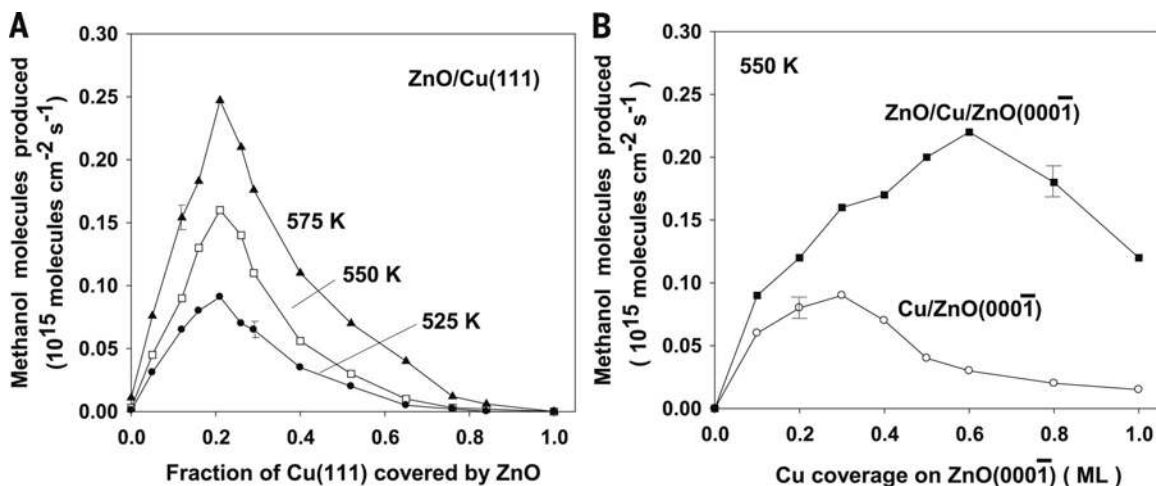 A
Methanol molecules produced
(10¹⁵ molecules cm⁻² s⁻¹)
0.30
0.25
0.20
0.15
0.10
0.05
0.00
ZnO/Cu(111)
575 K
550 K
525 K
0.0 0.2 0.4 0.6 0.8 1.0
Fraction of Cu(111) covered by ZnO
B
Methanol molecules produced
( 10¹⁵ molecules cm⁻² s⁻¹)
0.30
0.25
0.20
0.15
0.10
0.05
0.00
550 K
ZnO/Cu/ZnO(0001̅)
Cu/ZnO(0001̅)
0.0 0.2 0.4 0.6 0.8 1.0
Cu coverage on ZnO(0001̅) ( ML )